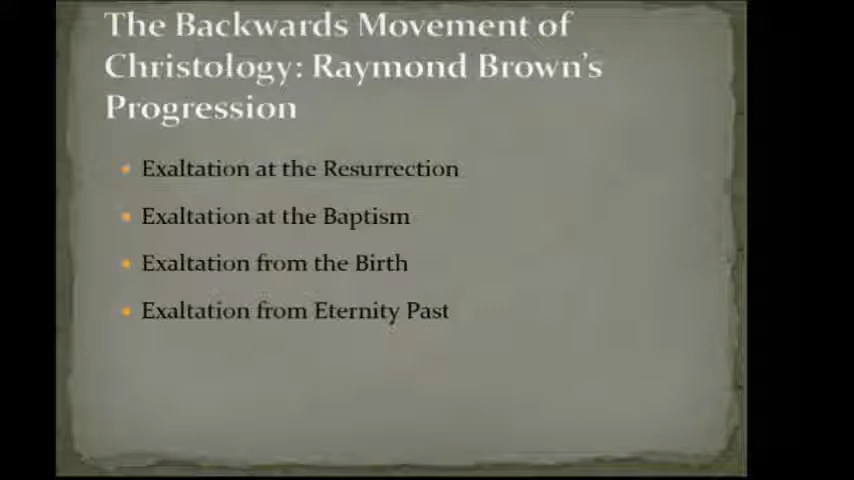 The Backwards Movement of
Christology: Raymond Brown's
Progression
Exaltation at the Resurrection
Exaltation at the Baptism
Exaltation from the Birth
Exaltation from Eternity Past